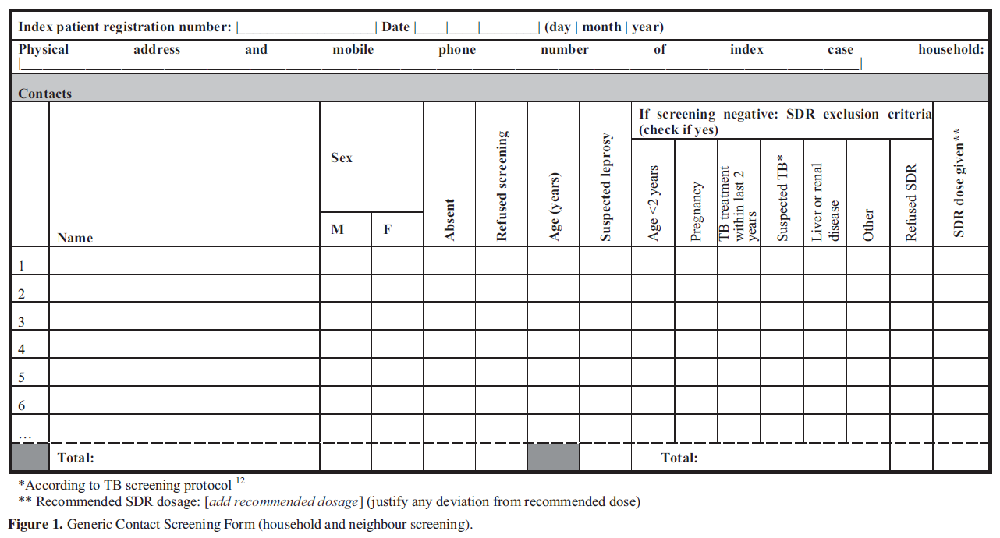 Index patient registration number: |___________________| Date |____|____|________| (day | month | year)
Physical address and mobile phone number of index case household:
|_______________________________________________________________________________|
Contacts
Name
Sex
M
F
Absent
Refused screening
Age (years)
Suspected leprosy
If screening negative: SDR exclusion criteria
(check if yes)
Age <2 years
Pregnancy
TB treatment
within last 2
years
Suspected TB*
Liver or renal
disease
Other
Refused SDR
SDR dose given**
1
2
3
4
5
6
…
Total: Total:
*According to TB screening protocol 12
** Recommended SDR dosage: [add recommended dosage] (justify any deviation from recommended dose)
Figure 1. Generic Contact Screening Form (household and neighbour screening).